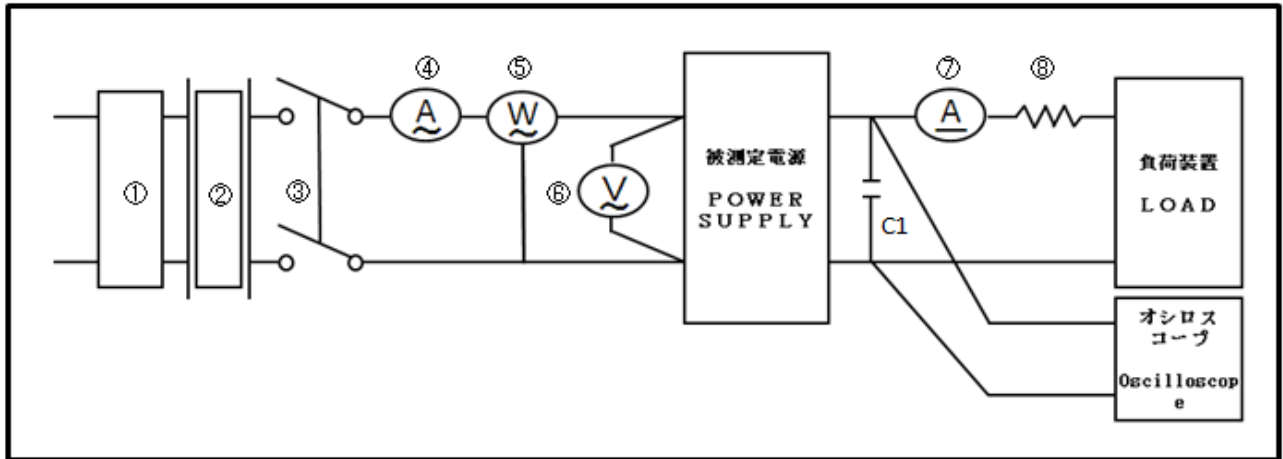 ④ ⑤ ⑦ ⑧
A W A
① ② ③ ⑥ V
被測定電源
POWER
SUPPLY
C1
負荷装置
LOAD
オシロス
コープ
Oscilloscop
e